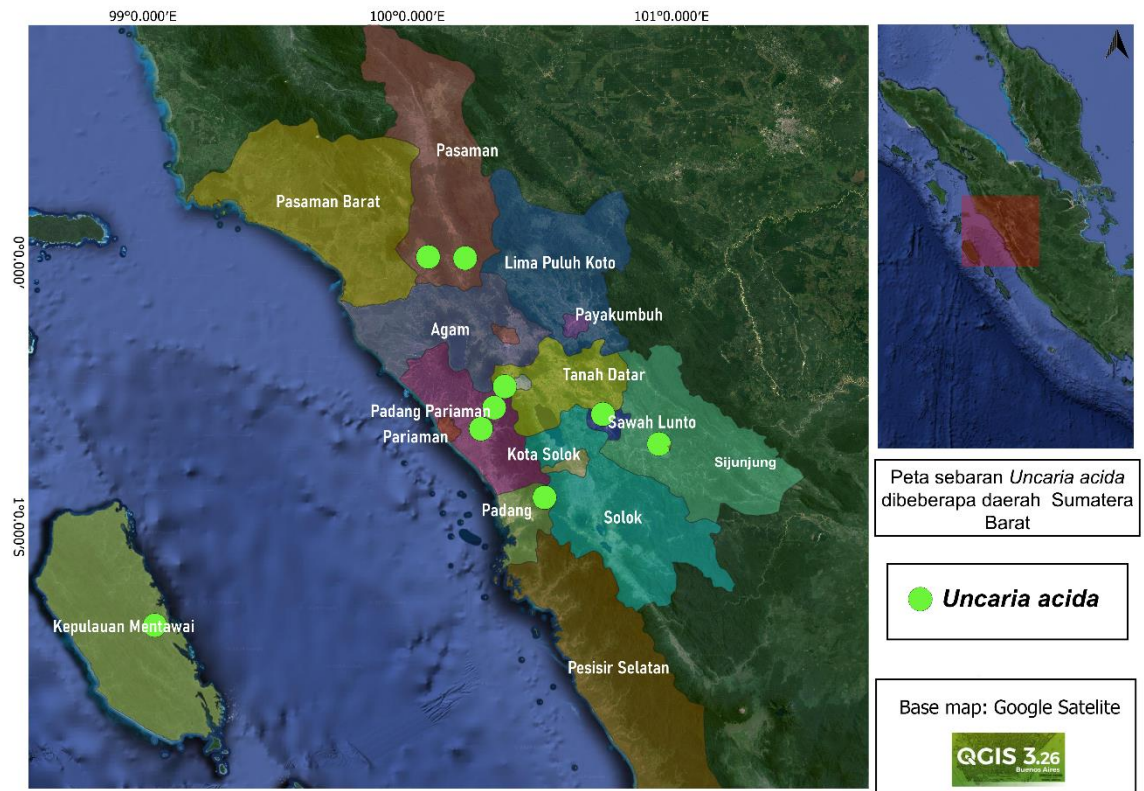 99°0.000′E
100°0.000′E
101°0.000′E
0°0.000′
1°0.000′S
Pasaman
Pasaman Barat
Lima Puluh Koto
Payakumbuh
Agam
Tanah Datar
Padang Pariaman
Sawah Lunto
Pariaman
Kota Solok
Sijunjung
Padang
Solok
Kepulauan Mentawai
Pesisir Selatan
Peta sebaran Uncaria acida
dibeberapa daerah Sumatera
Barat
Uncaria acida
Base map: Google Satelite
QGIS 3.26
Buenos Aires